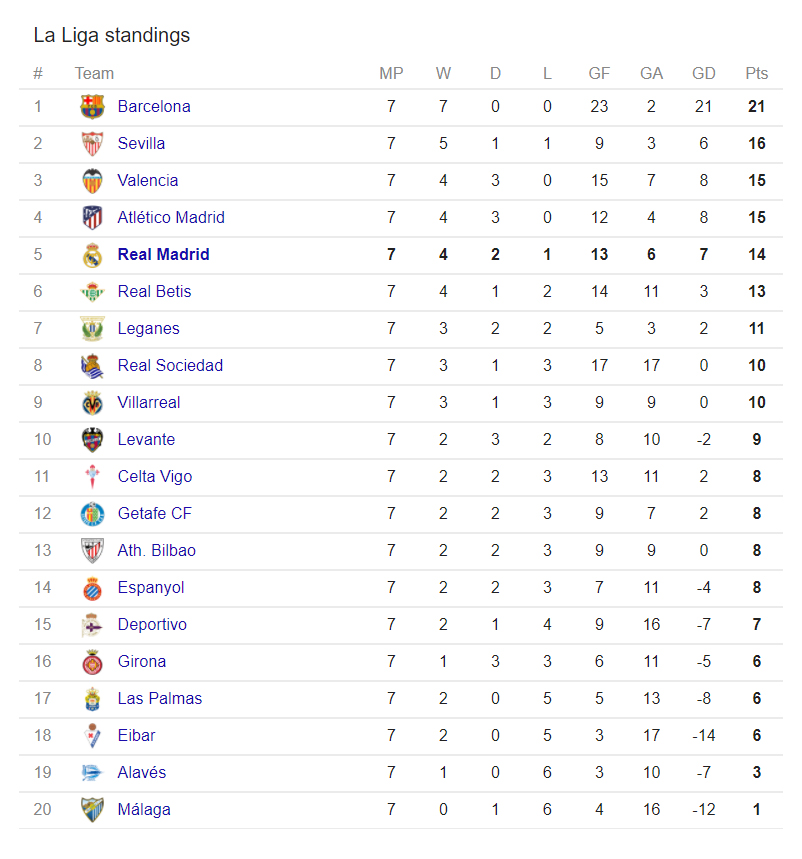 La Liga standings
# Team MP W D L GF GA GD Pts
1 Barcelona 7 7 0 0 23 2 21 21
2 Sevilla 7 5 1 1 9 3 6 16
3 Valencia 7 4 3 0 15 7 8 15
4 Atlético Madrid 7 4 3 0 12 4 8 15
5 Real Madrid 7 4 2 1 13 6 7 14
6 Real Betis 7 4 1 2 14 11 3 13
7 Leganes 7 3 2 2 5 3 2 11
8 Real Sociedad 7 3 1 3 17 17 0 10
9 Villarreal 7 3 1 3 9 9 0 10
10 Levante 7 2 3 2 8 10 -2 9
11 Celta Vigo 7 2 2 3 13 11 2 8
12 Getafe CF 7 2 2 3 9 7 2 8
13 Ath. Bilbao 7 2 2 3 9 9 0 8
14 Espanyol 7 2 2 3 7 11 -4 8
15 Deportivo 7 2 1 4 9 16 -7 7
16 Girona 7 1 3 3 6 11 -5 6
17 Las Palmas 7 2 0 5 5 13 -8 6
18 Eibar 7 2 0 5 3 17 -14 6
19 Alavés 7 1 0 6 3 10 -7 3
20 Málaga 7 0 1 6 4 16 -12 1